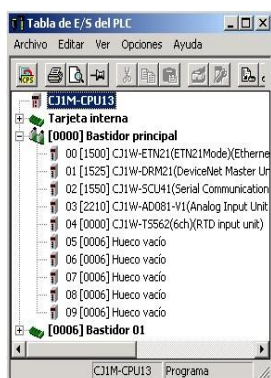 Tabla de E/S del PLC
Archivo Editar Ver Opciones Ayuda
CJ1M-CPU13
Tarjeta interna
[0000] Bastidor principal
00 [1500] CJ1W-ETN21(ETN21Mode)(Etherne
01 [1525] CJ1W-DRM21(DeviceNet Master Un
02 [1550] CJ1W-SCU41(Serial Communication
03 [2210] CJ1W-AD081-V1(Analog Input Unit
04 [0000] CJ1W-TS562(6ch)(RTD input unit)
05 [0006] Hueco vacío
06 [0006] Hueco vacío
07 [0006] Hueco vacío
08 [0006] Hueco vacío
09 [0006] Hueco vacío
[0006] Bastidor 01
CJ1M-CPU13 Programa